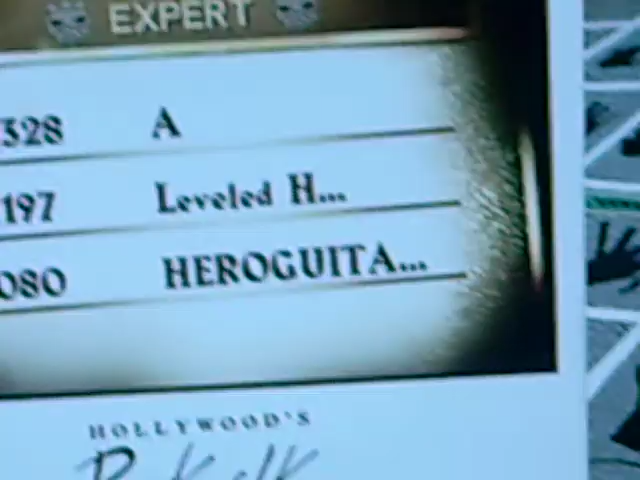 EXPERT
328 A
197 Leveled H...
080 HEROGUITA...
HOLLYWOOD'S